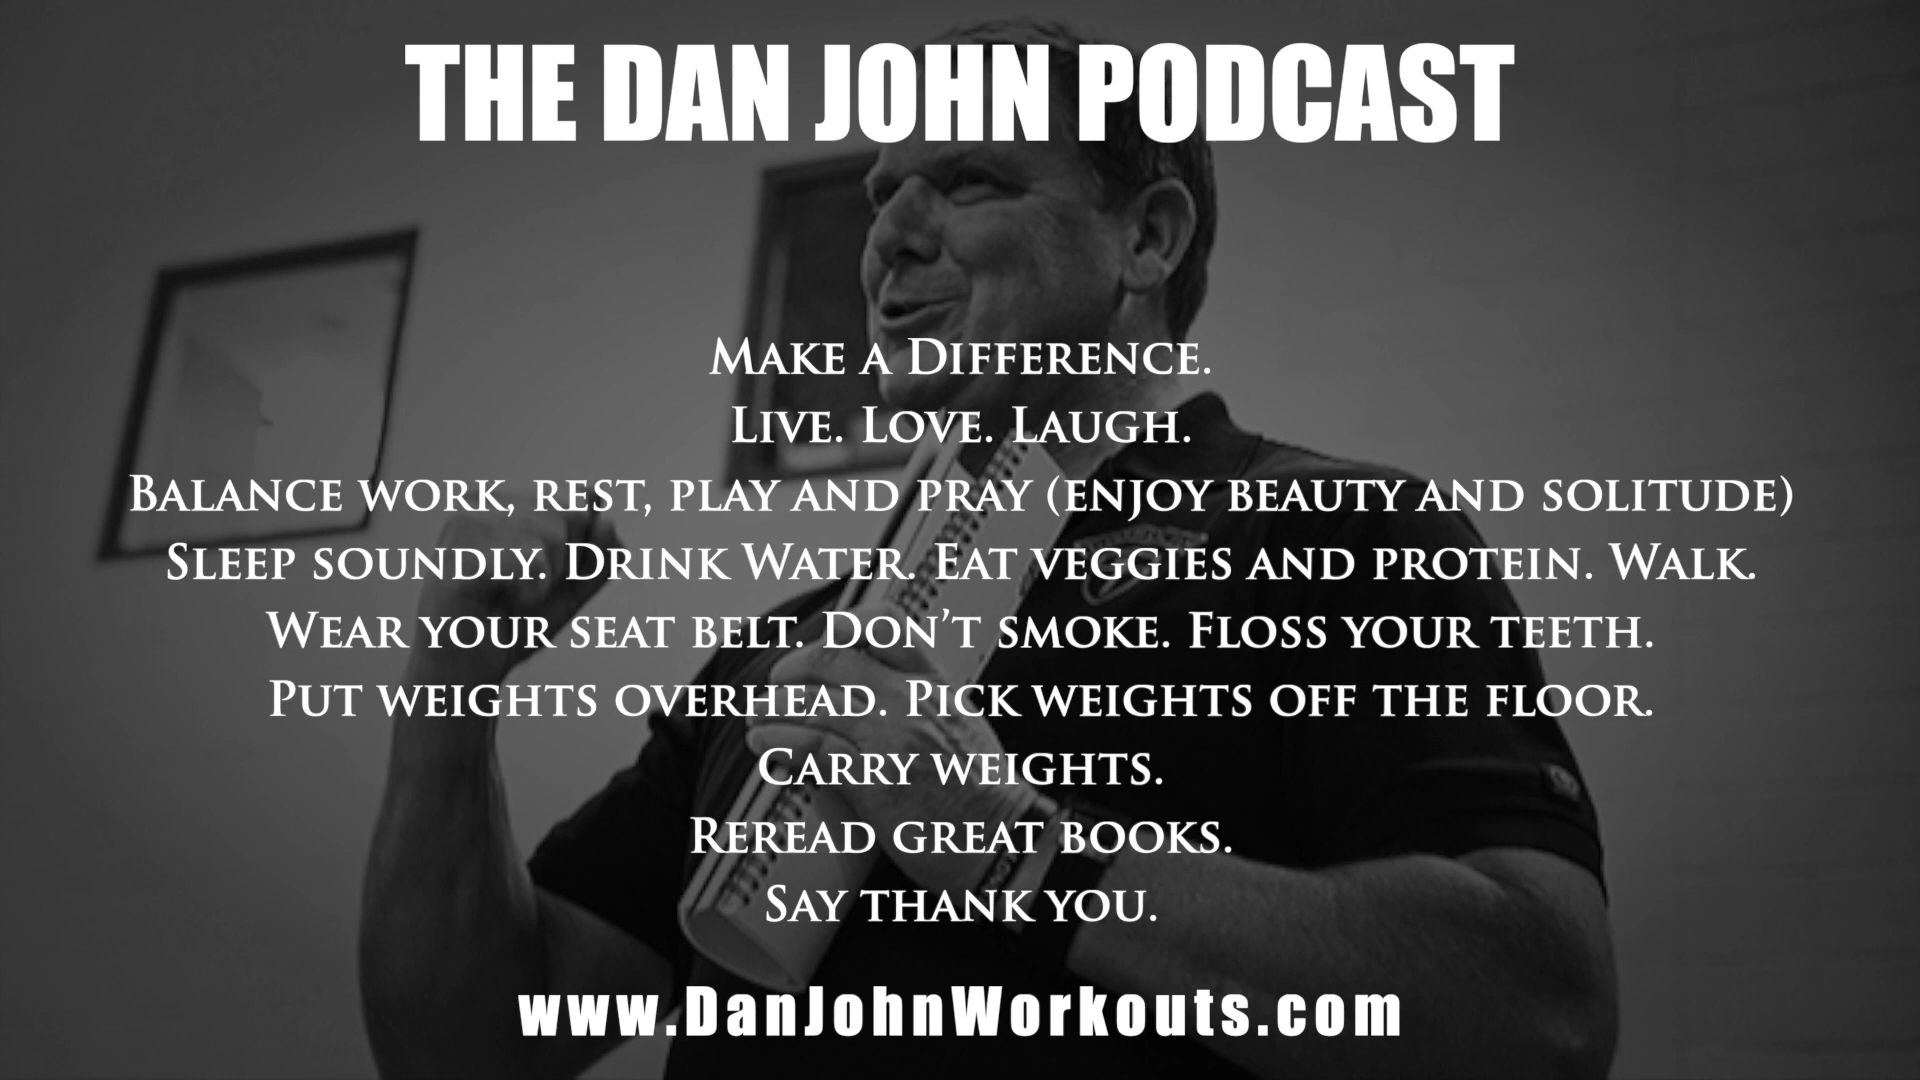 THE DAN JOHN PODCAST
Make a Difference.
Live. Love. Laugh.
Balance work, rest, play and pray (enjoy beauty and solitude)
Sleep soundly. Drink Water. Eat veggies and protein. Walk.
Wear your seat belt. Don’t smoke. Floss your teeth.
Put weights overhead. Pick weights off the floor.
Carry weights.
Reread great books.
Say thank you.
www.DanJohnWorkouts.com